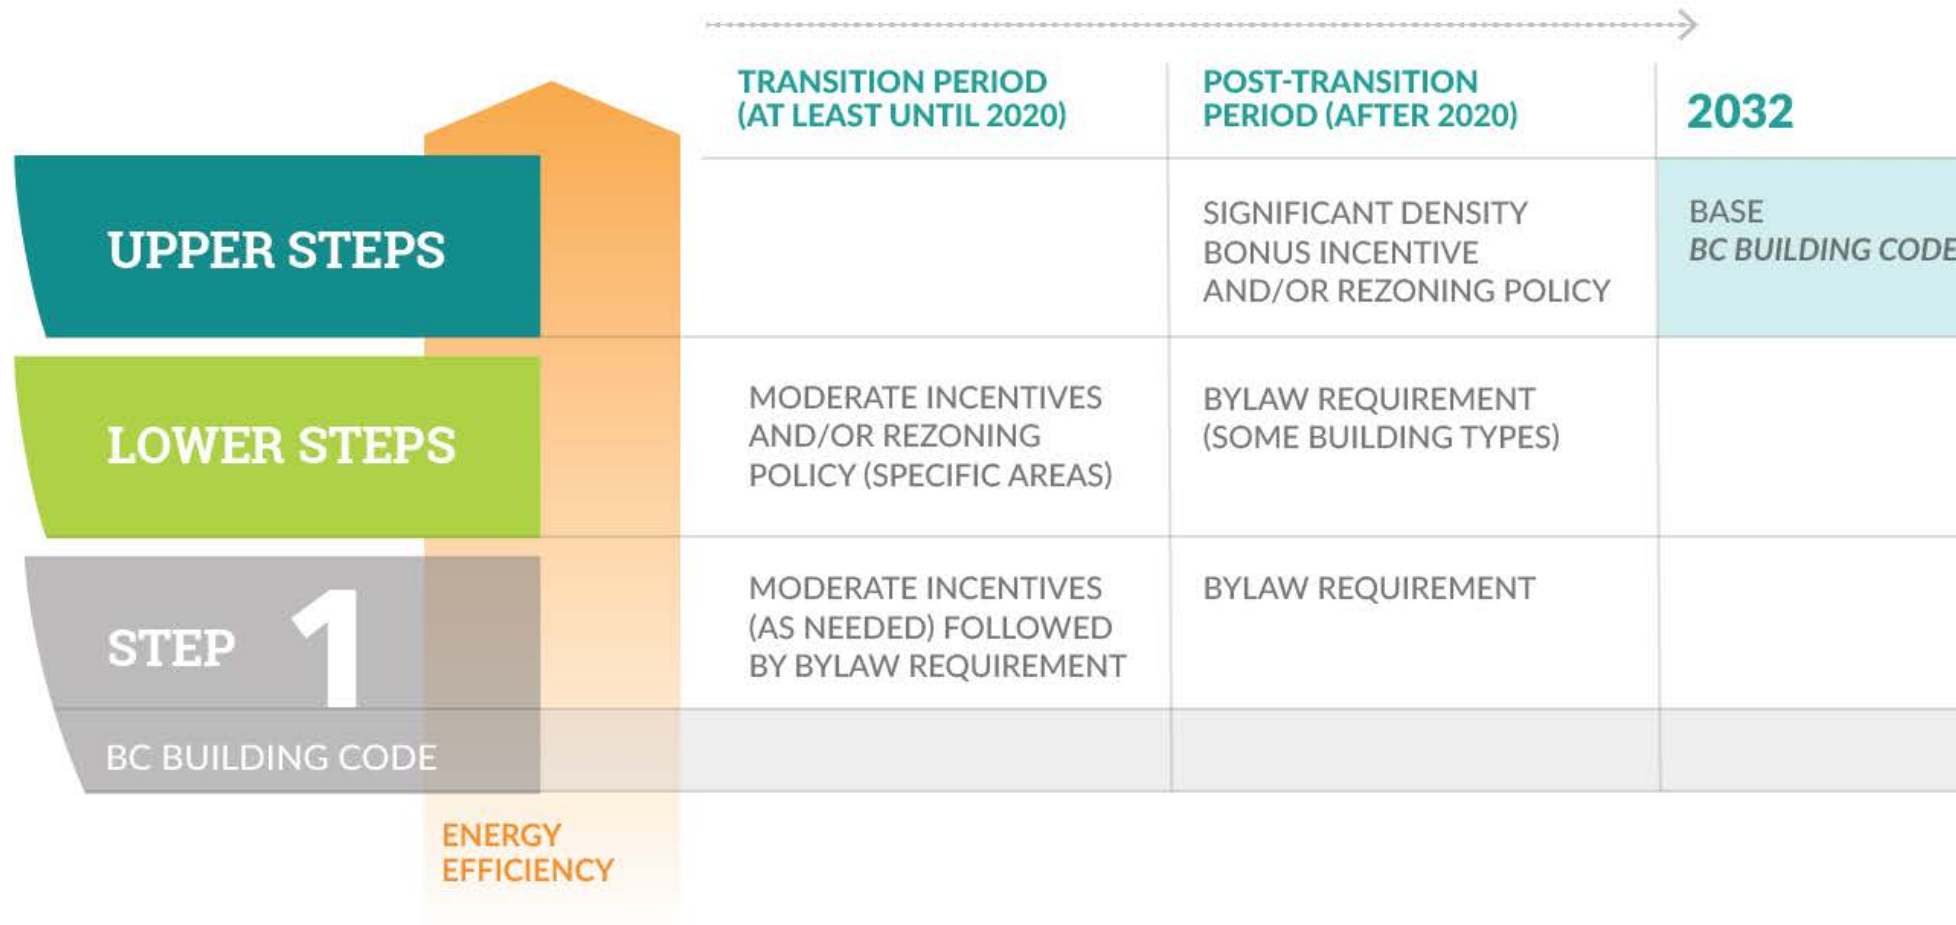 TRANSITION PERIOD
(AT LEAST UNTIL 2020)
POST-TRANSITION
PERIOD (AFTER 2020)
2032
UPPER STEPS
SIGNIFICANT DENSITY
BONUS INCENTIVE
AND/OR REZONING POLICY
BASE
BC BUILDING CODE
LOWER STEPS
MODERATE INCENTIVES
AND/OR REZONING
POLICY (SPECIFIC AREAS)
BYLAW REQUIREMENT
(SOME BUILDING TYPES)
STEP 1
MODERATE INCENTIVES
(AS NEEDED) FOLLOWED
BY BYLAW REQUIREMENT
BYLAW REQUIREMENT
BC BUILDING CODE
ENERGY
EFFICIENCY